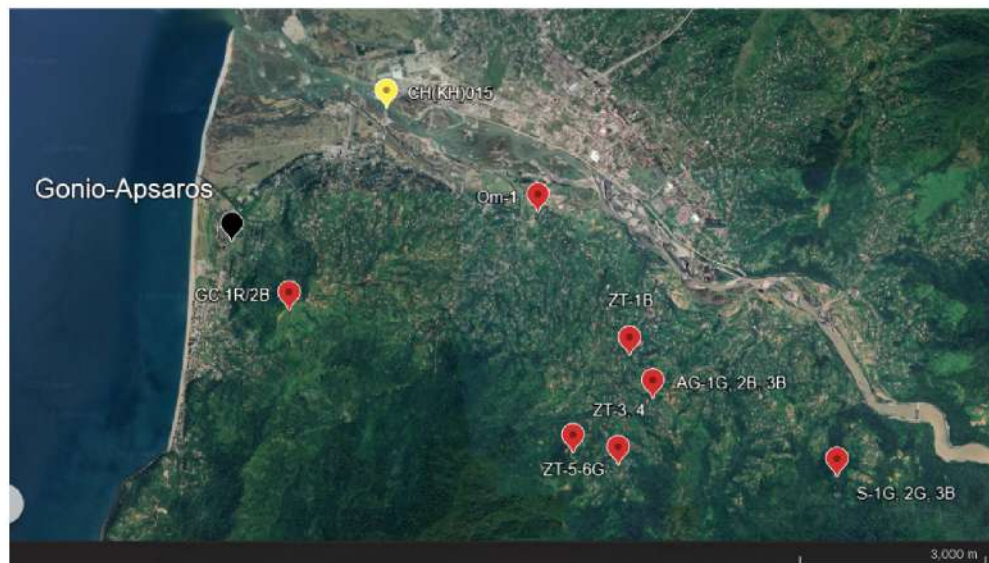 CH(KH)015
Om-1
Gonio-Apsaros
GC-1R/2B
ZT-1B
AG-1G, 2B, 3B
ZT-3, 4
ZT-5-6G
S-1G, 2G, 3B
3,000 m